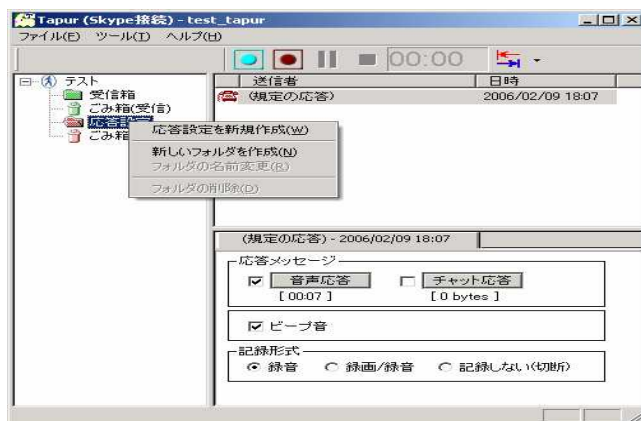 Tapur (Skype接続) - test_tapur
ファイル(F) ツール(T) ヘルプ(H)
00:00
テスト
受信箱
ごみ箱(受信)
応答設定
ごみ箱
応答設定を新規作成(W)
新しいフォルダを作成(N)
フォルダの名前変更(R)
フォルダの削除(D)
送信者 日時
(規定の応答) 2006/02/09 18:07
(規定の応答) - 2006/02/09 18:07
応答メッセージ
音声応答 チャット応答
[ 00:07 ] [ 0 bytes ]
ビープ音
記録形式
録音 録画/録音 記録しない(切断)